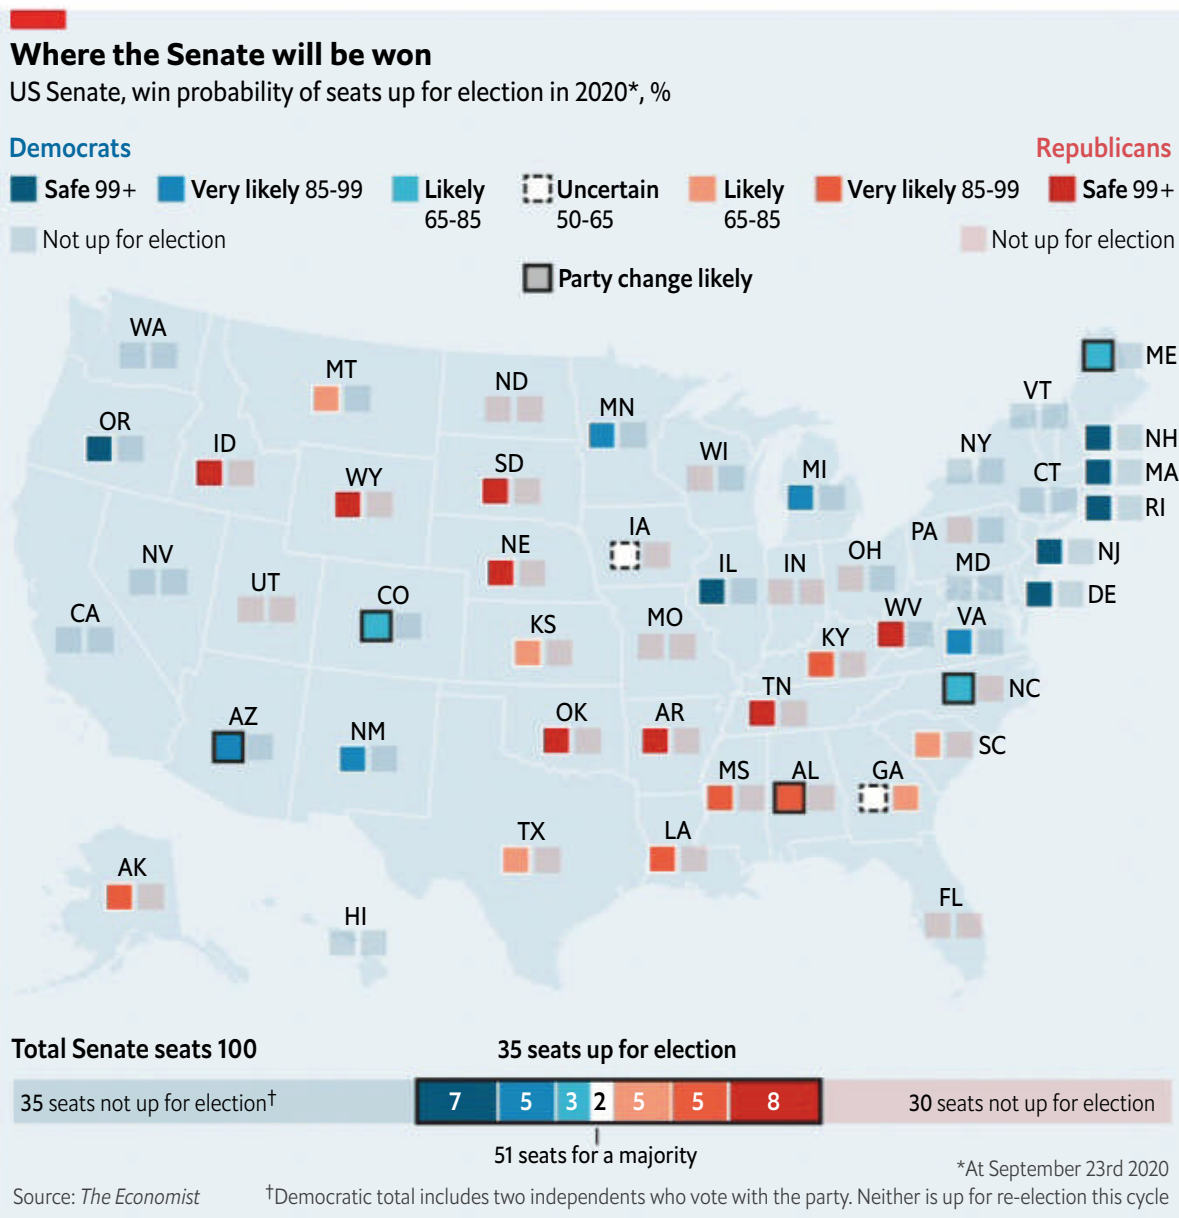 Where the Senate will be won
US Senate, win probability of seats up for election in 2020*, %
Democrats
Republicans
Safe 99+
Very likely 85-99
Likely
65-85
Uncertain
50-65
Likely
65-85
Very likely 85-99
Safe 99+
Not up for election
Not up for election
Party change likely
WA
MT
ND
MN
ME
VT
OR
ID
WY
SD
WI
MI
NY
CT
NH
MA
RI
NV
UT
CO
NE
IA
IL
IN
OH
PA
MD
NJ
DE
CA
KS
MO
KY
WV
VA
AZ
NM
OK
AR
TN
NC
SC
MS
AL
GA
TX
LA
AK
HI
FL
Total Senate seats 100
35 seats up for election
35 seats not up for election†
7
5
3
2
5
5
8
30 seats not up for election
51 seats for a majority
*At September 23rd 2020
Source: The Economist
†Democratic total includes two independents who vote with the party. Neither is up for re-election this cycle